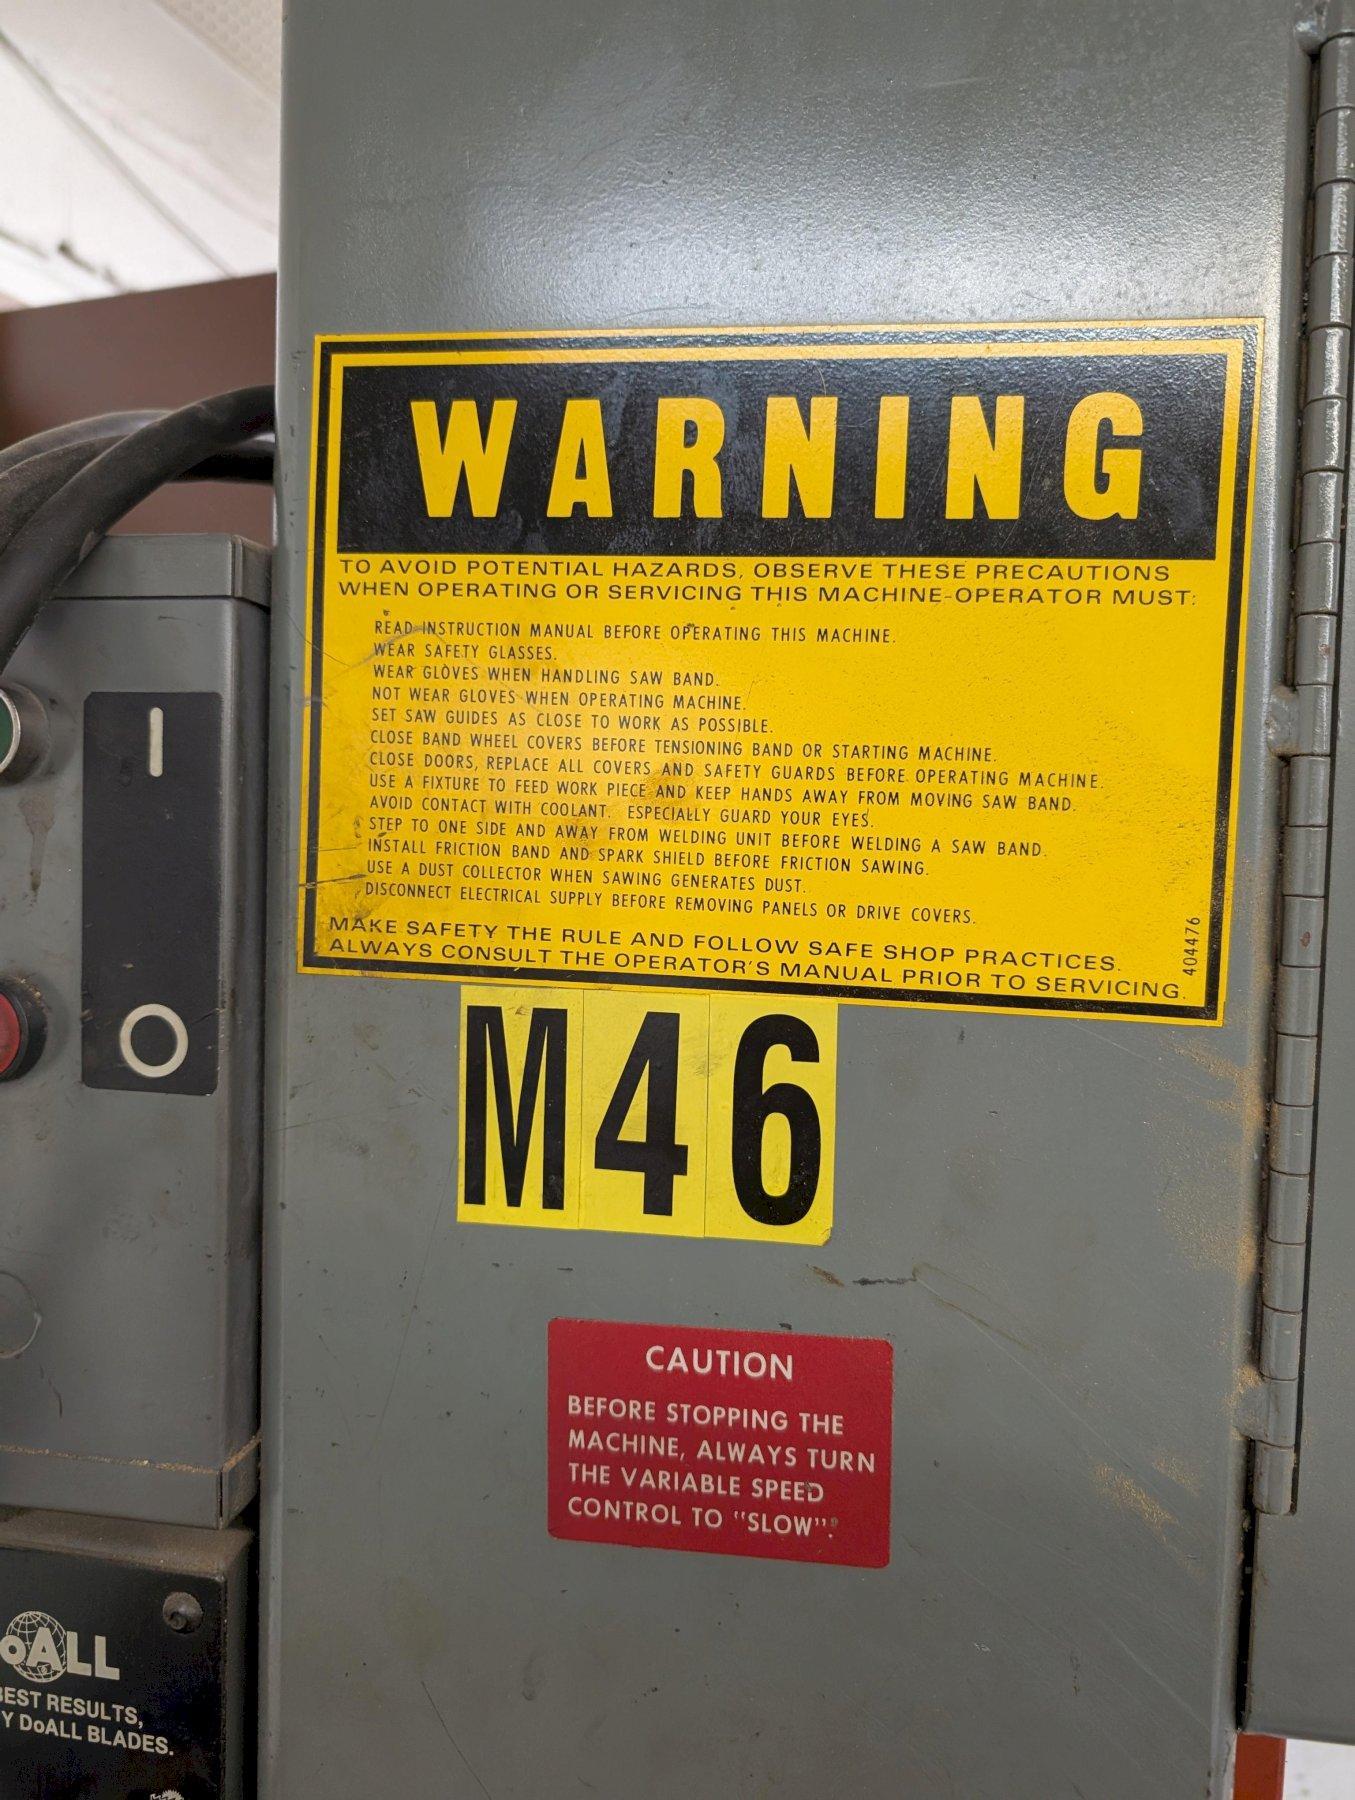 WARNING
TO AVOID POTENTIAL HAZARDS, OBSERVE THESE PRECAUTIONS
WHEN OPERATING OR SERVICING THIS MACHINE-OPERATOR MUST:
READ INSTRUCTION MANUAL BEFORE OPERATING THIS MACHINE.
WEAR SAFETY GLASSES.
WEAR GLOVES WHEN HANDLING SAW BAND.
NOT WEAR GLOVES WHEN OPERATING MACHINE.
SET SAW GUIDES AS CLOSE TO WORK AS POSSIBLE.
CLOSE BAND WHEEL COVERS BEFORE TENSIONING BAND OR STARTING MACHINE.
CLOSE DOORS, REPLACE ALL COVERS AND SAFETY GUARDS BEFORE OPERATING MACHINE.
USE A FIXTURE TO FEED WORK PIECE AND KEEP HANDS AWAY FROM MOVING SAW BAND.
AVOID CONTACT WITH COOLANT. ESPECIALLY GUARD YOUR EYES.
STEP TO ONE SIDE AND AWAY FROM WELDING UNIT BEFORE WELDING A SAW BAND.
INSTALL FRICTION BAND AND SPARK SHIELD BEFORE FRICTION SAWING.
USE A DUST COLLECTOR WHEN SAWING GENERATES DUST.
DISCONNECT ELECTRICAL SUPPLY BEFORE REMOVING PANELS OR DRIVE COVERS.
MAKE SAFETY THE RULE AND FOLLOW SAFE SHOP PRACTICES.
ALWAYS CONSULT THE OPERATOR'S MANUAL PRIOR TO SERVICING.
404476
M46
CAUTION
BEFORE STOPPING THE
MACHINE, ALWAYS TURN
THE VARIABLE SPEED
CONTROL TO "SLOW".
oALL
BEST RESULTS,
Y DoALL BLADES.